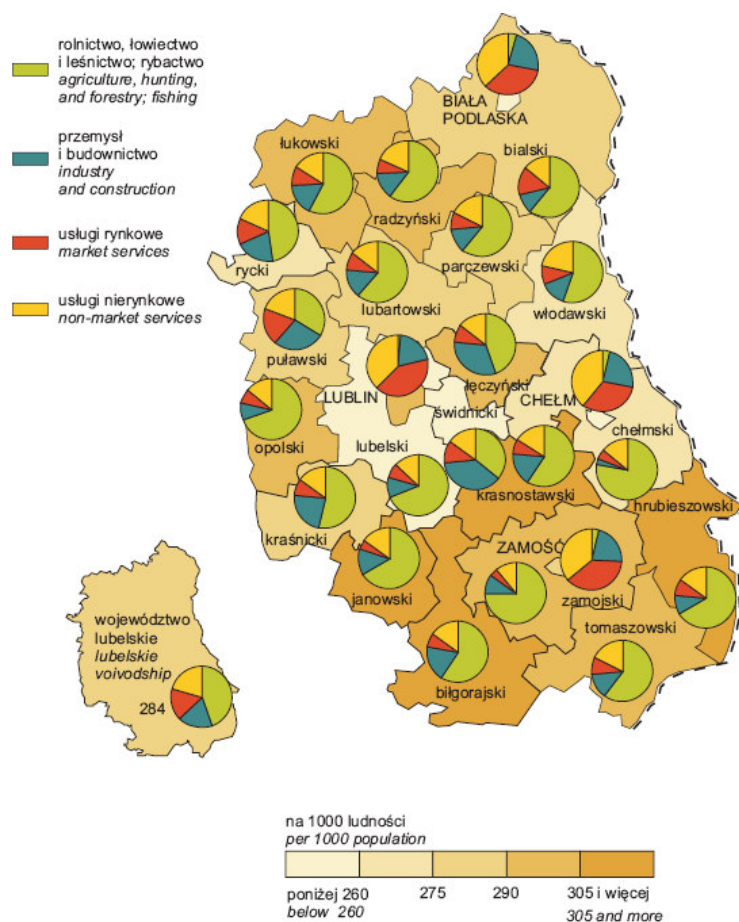 rolnictwo, łowiectwo
i leśnictwo; rybactwo
agriculture, hunting,
and forestry; fishing
przemysł
i budownictwo
industry
and construction
usługi rynkowe
market services
usługi nierynkowe
non-market services
BIAŁA
PODLASKA
łukowski
bialski
radzyński
rycki
parczewski
lubartowski
włodawski
puławski
łęczyński
LUBLIN
CHEŁM
świdnicki
opolski
lubelski
chełmski
krasnostawski
hrubieszowski
kraśnicki
ZAMOŚĆ
janowski
zamojski
tomaszowski
biłgorajski
województwo
lubelskie
lubelskie
voivodship
284
na 1000 ludności
per 1000 population
poniżej 260 275 290 305 i więcej
below 260 305 and more